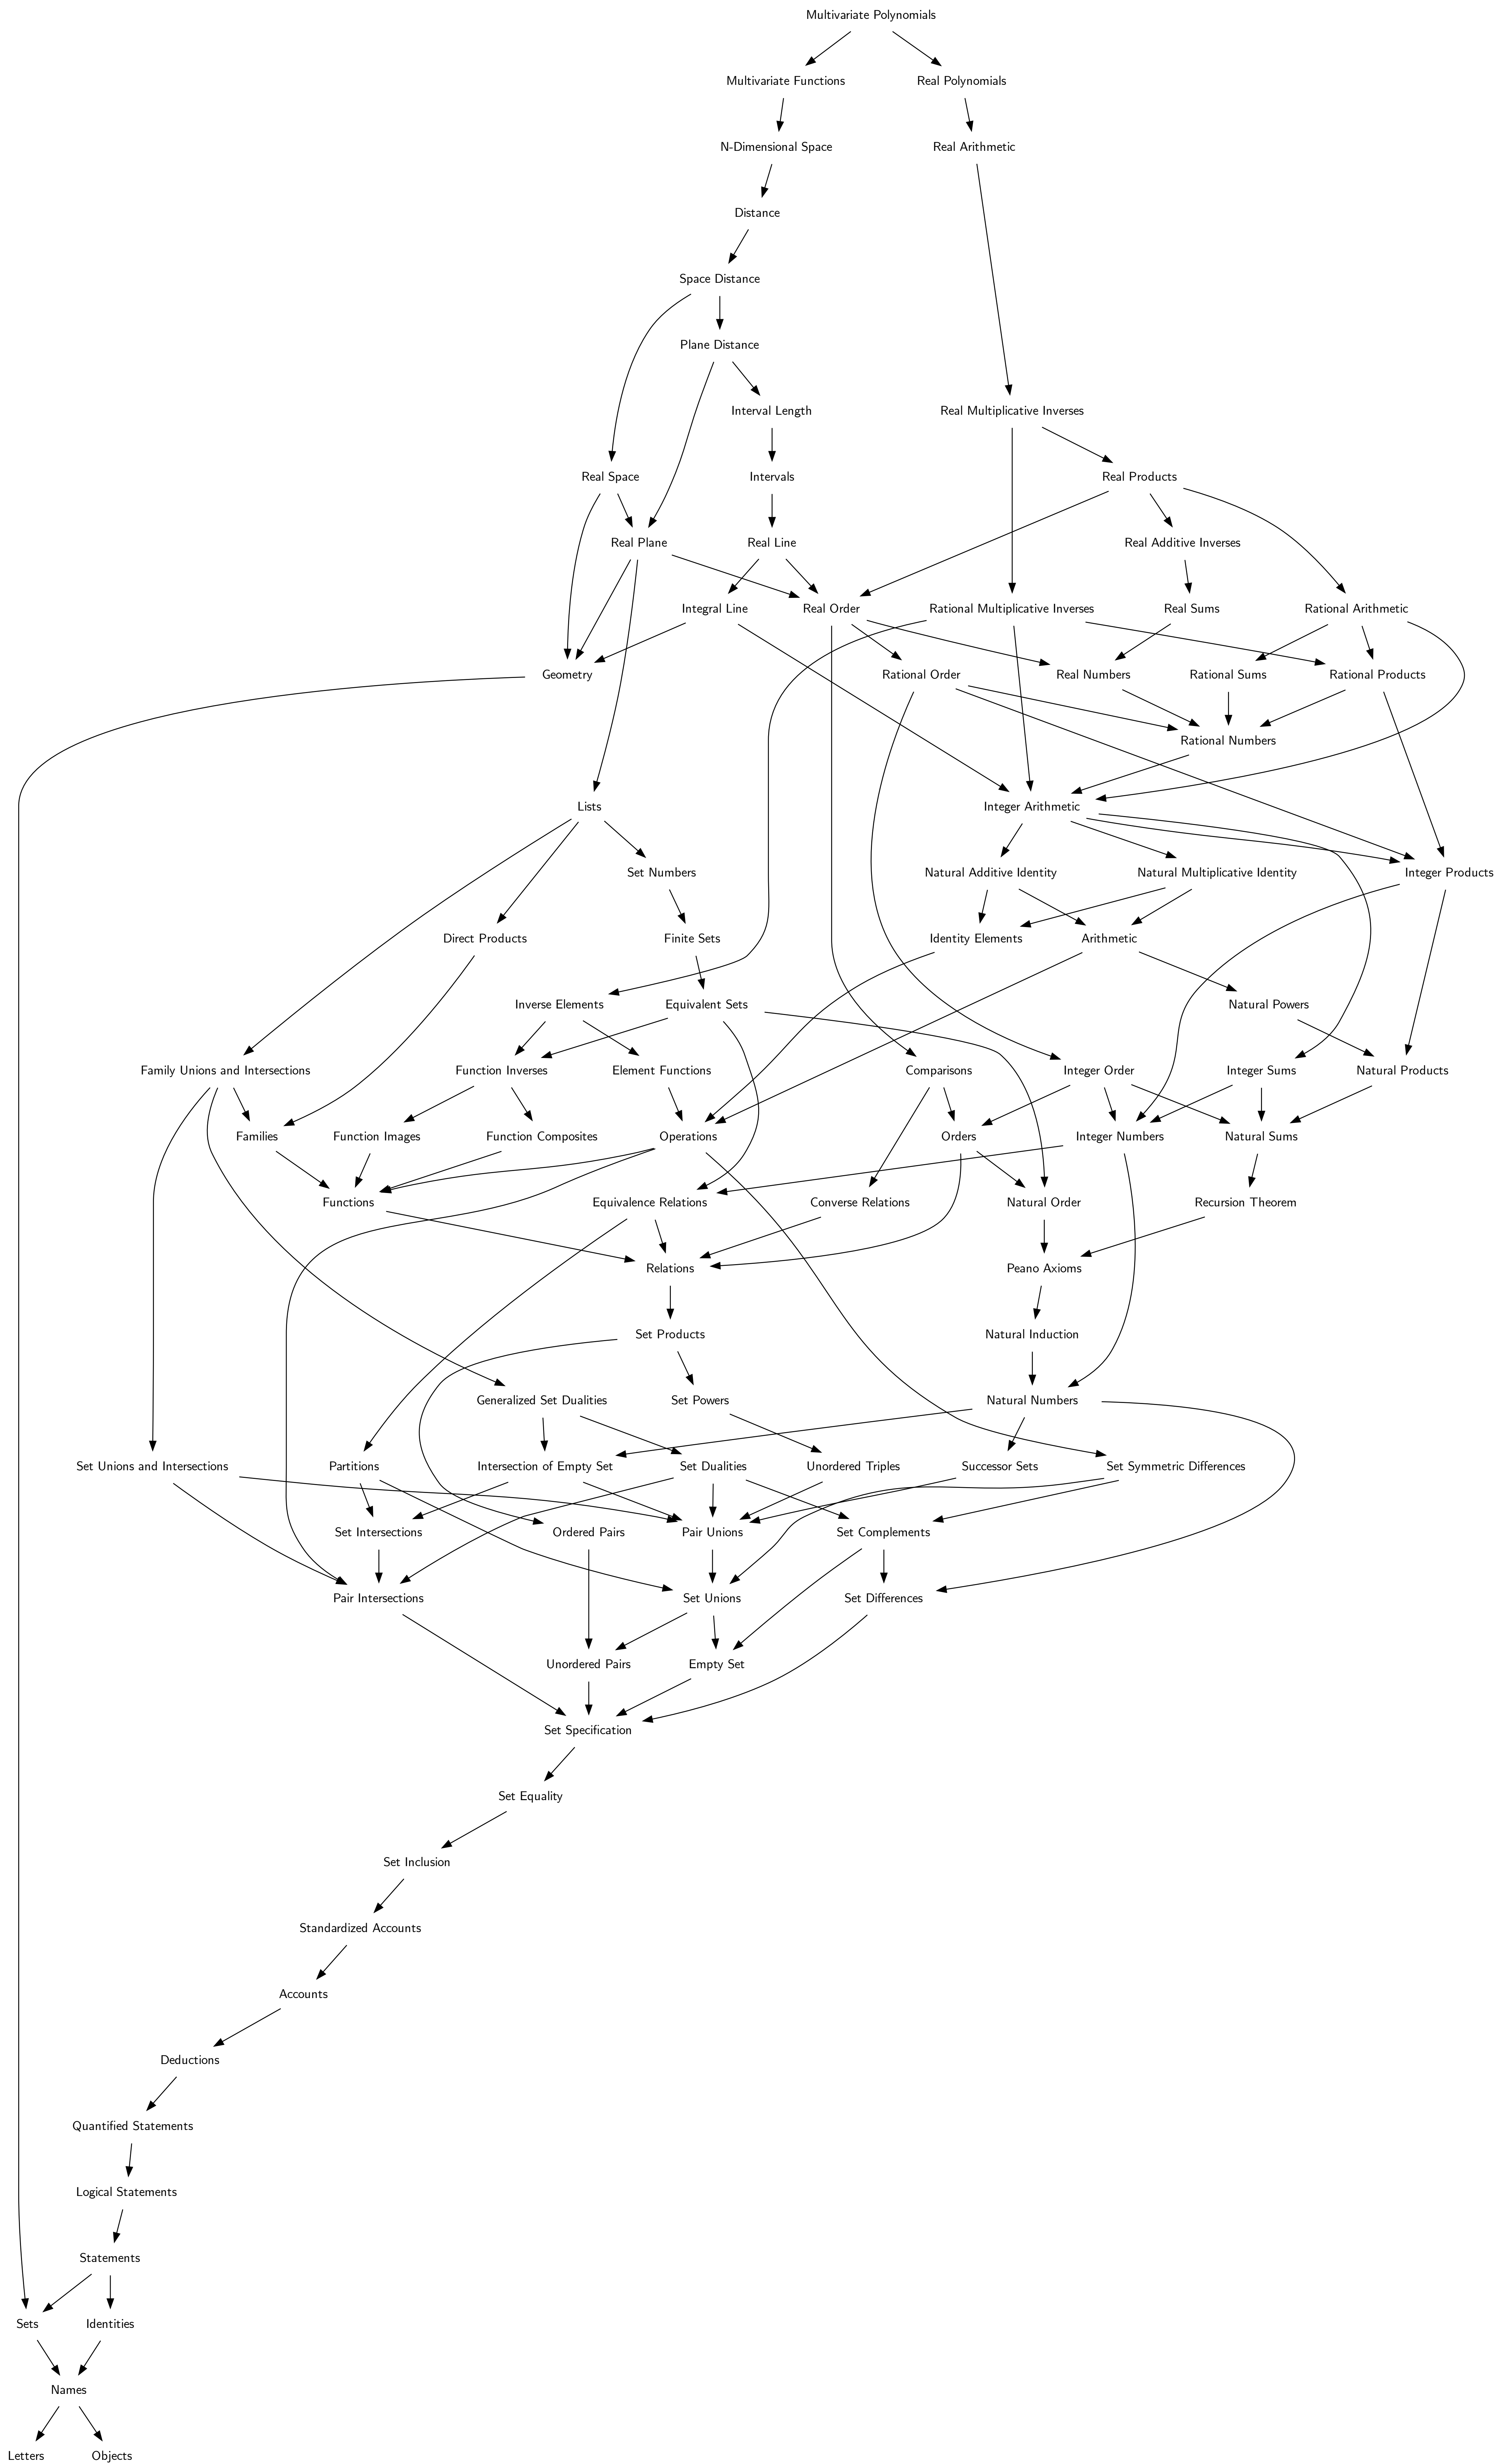 Multivariate Polynomials
Multivariate Functions
Real Polynomials
N-Dimensional Space
Real Arithmetic
Distance
Space Distance
Plane Distance
Interval Length
Real Multiplicative Inverses
Real Space
Intervals
Real Products
Real Plane
Real Line
Real Additive Inverses
Integral Line
Real Order
Rational Multiplicative Inverses
Real Sums
Rational Arithmetic
Geometry
Rational Order
Real Numbers
Rational Sums
Rational Products
Rational Numbers
Lists
Integer Arithmetic
Set Numbers
Natural Additive Identity
Natural Multiplicative Identity
Integer Products
Direct Products
Finite Sets
Identity Elements
Arithmetic
Inverse Elements
Equivalent Sets
Natural Powers
Family Unions and Intersections
Function Inverses
Element Functions
Comparisons
Integer Order
Integer Sums
Natural Products
Families
Function Images
Function Composites
Operations
Orders
Integer Numbers
Natural Sums
Functions
Equivalence Relations
Converse Relations
Natural Order
Recursion Theorem
Relations
Peano Axioms
Set Products
Natural Induction
Generalized Set Dualities
Set Powers
Natural Numbers
Set Unions and Intersections
Partitions
Intersection of Empty Set
Set Dualities
Unordered Triples
Successor Sets
Set Symmetric Differences
Set Intersections
Ordered Pairs
Pair Unions
Set Complements
Pair Intersections
Set Unions
Set Differences
Unordered Pairs
Empty Set
Set Specification
Set Equality
Set Inclusion
Standardized Accounts
Accounts
Deductions
Quantified Statements
Logical Statements
Statements
Sets
Identities
Names
Letters
Objects